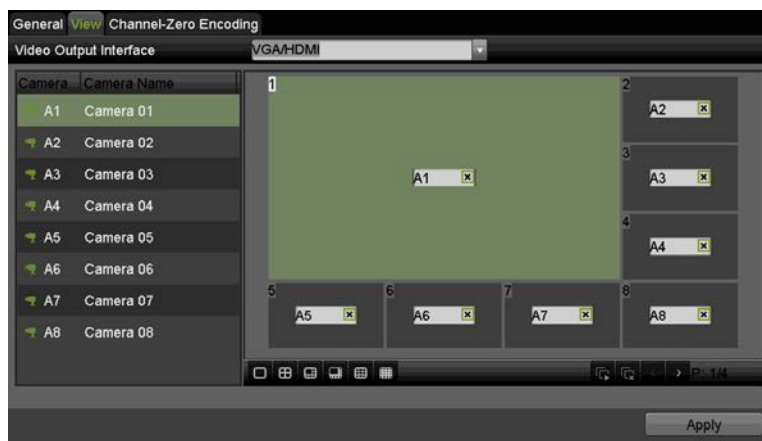 General View Channel-Zero Encoding
Video Output Interface VGA/HDMI
Camera... Camera Name
A1 Camera 01
A2 Camera 02
A3 Camera 03
A4 Camera 04
A5 Camera 05
A6 Camera 06
A7 Camera 07
A8 Camera 08
1
A1
2
A2
3
A3
4
A4
5
A5
6
A6
7
A7
8
A8
P: 1/4
Apply